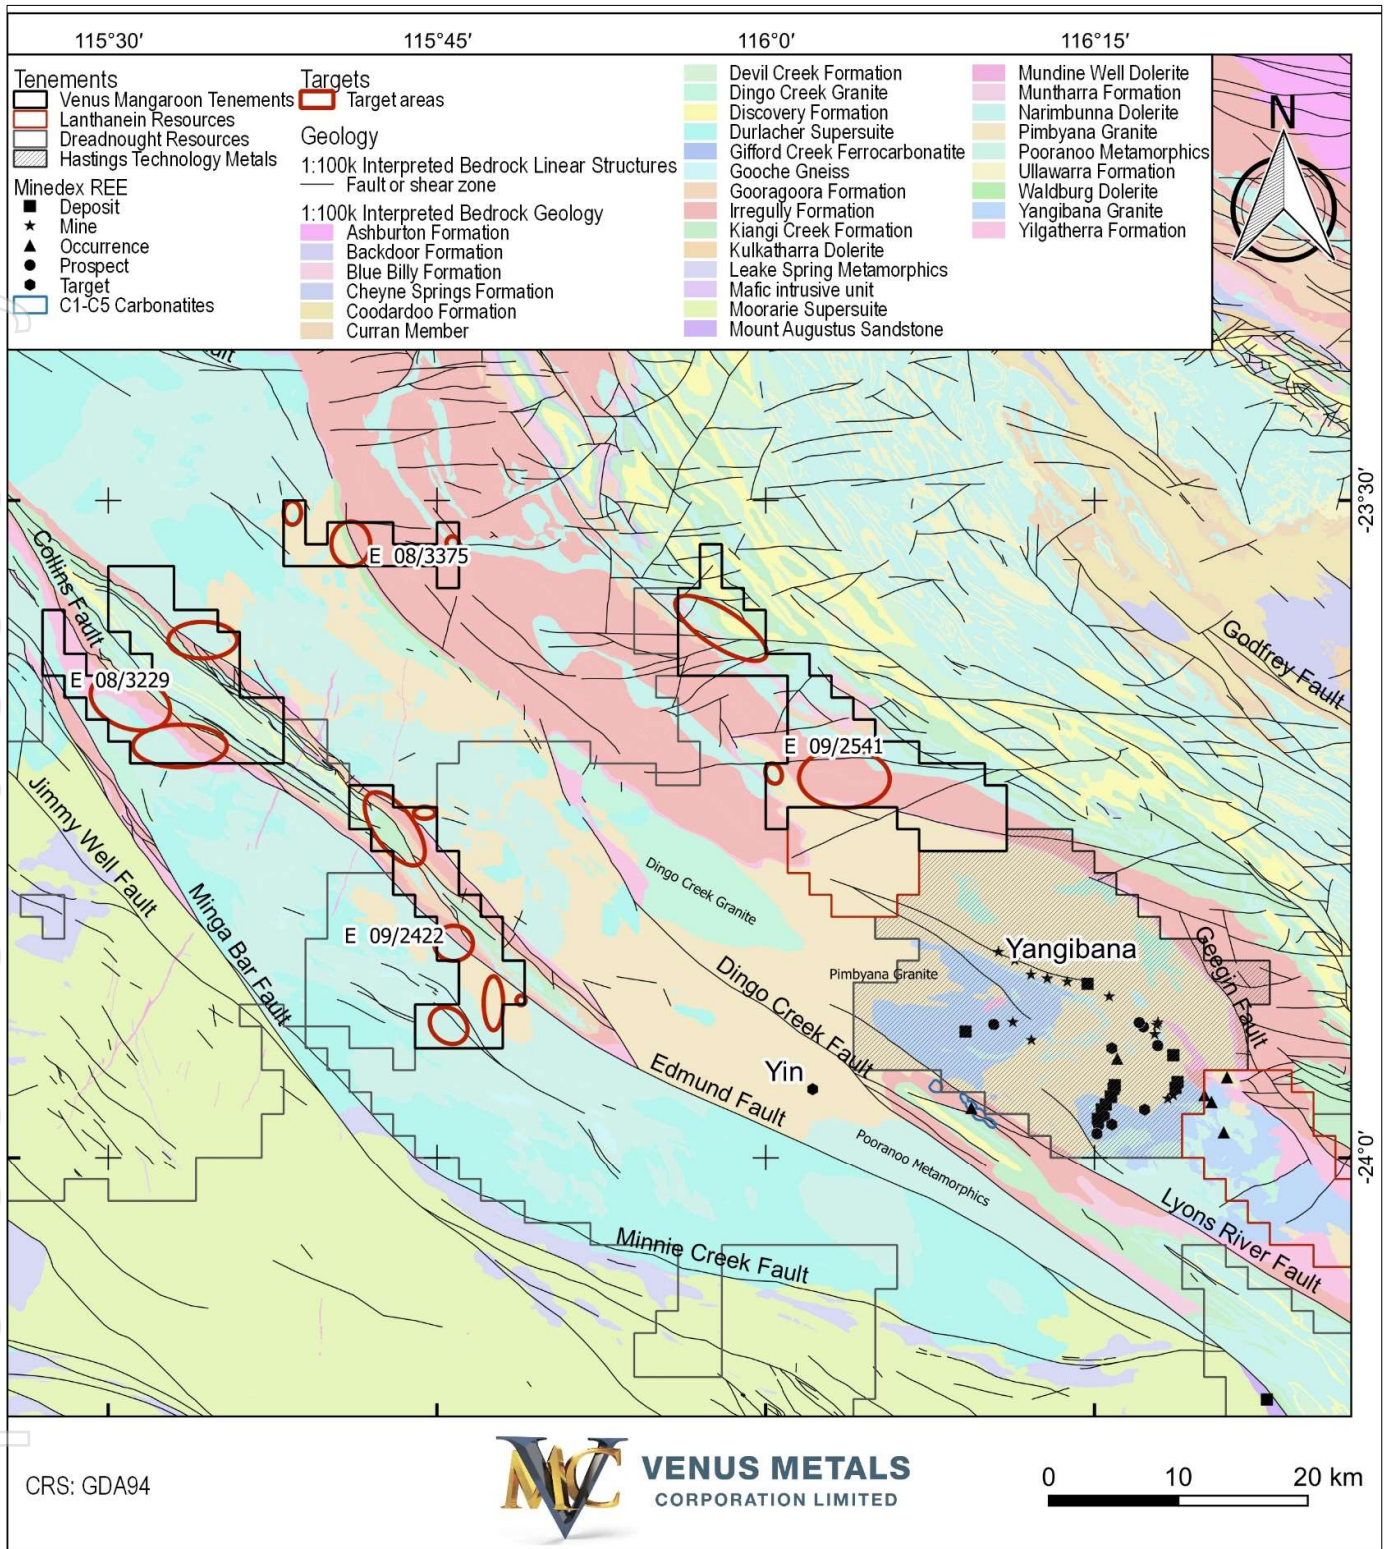 115°30′ 115°45′ 116°0′ 116°15′
Tenements
Venus Mangaroon Tenements
Lanthanein Resources
Dreadnought Resources
Hastings Technology Metals
Minedex REE
Deposit
Mine
Occurrence
Prospect
Target
C1-C5 Carbonatites
Targets
Target areas
Geology
1:100k Interpreted Bedrock Linear Structures
Fault or shear zone
1:100k Interpreted Bedrock Geology
Ashburton Formation
Backdoor Formation
Blue Billy Formation
Cheyne Springs Formation
Coodardoo Formation
Curran Member
Devil Creek Formation
Dingo Creek Granite
Discovery Formation
Durlacher Supersuite
Gifford Creek Ferrocarbonatite
Gooche Gneiss
Gooragoora Formation
Irregully Formation
Kiangi Creek Formation
Kulkatharra Dolerite
Leake Spring Metamorphics
Mafic intrusive unit
Moorarie Supersuite
Mount Augustus Sandstone
Mundine Well Dolerite
Muntharra Formation
Narimbunna Dolerite
Pimbyana Granite
Pooranoo Metamorphics
Ullawarra Formation
Waldburg Dolerite
Yangibana Granite
Yilgatherra Formation
N
-23°30′
Collins Fault
E 08/3375
Godfrey Fault
E 08/3229
E 09/2541
Jimmy Well Fault
Minga Bar Fault
Dingo Creek Granite
E 09/2422
Yangibana
Geegin Fault
Pimbyana Granite
Dingo Creek Fault
Yin
Edmund Fault
Pooranoo Metamorphics
-24°0′
Lyons River Fault
Minnie Creek Fault
CRS: GDA94
VMC
VENUS METALS
CORPORATION LIMITED
0 10 20 km